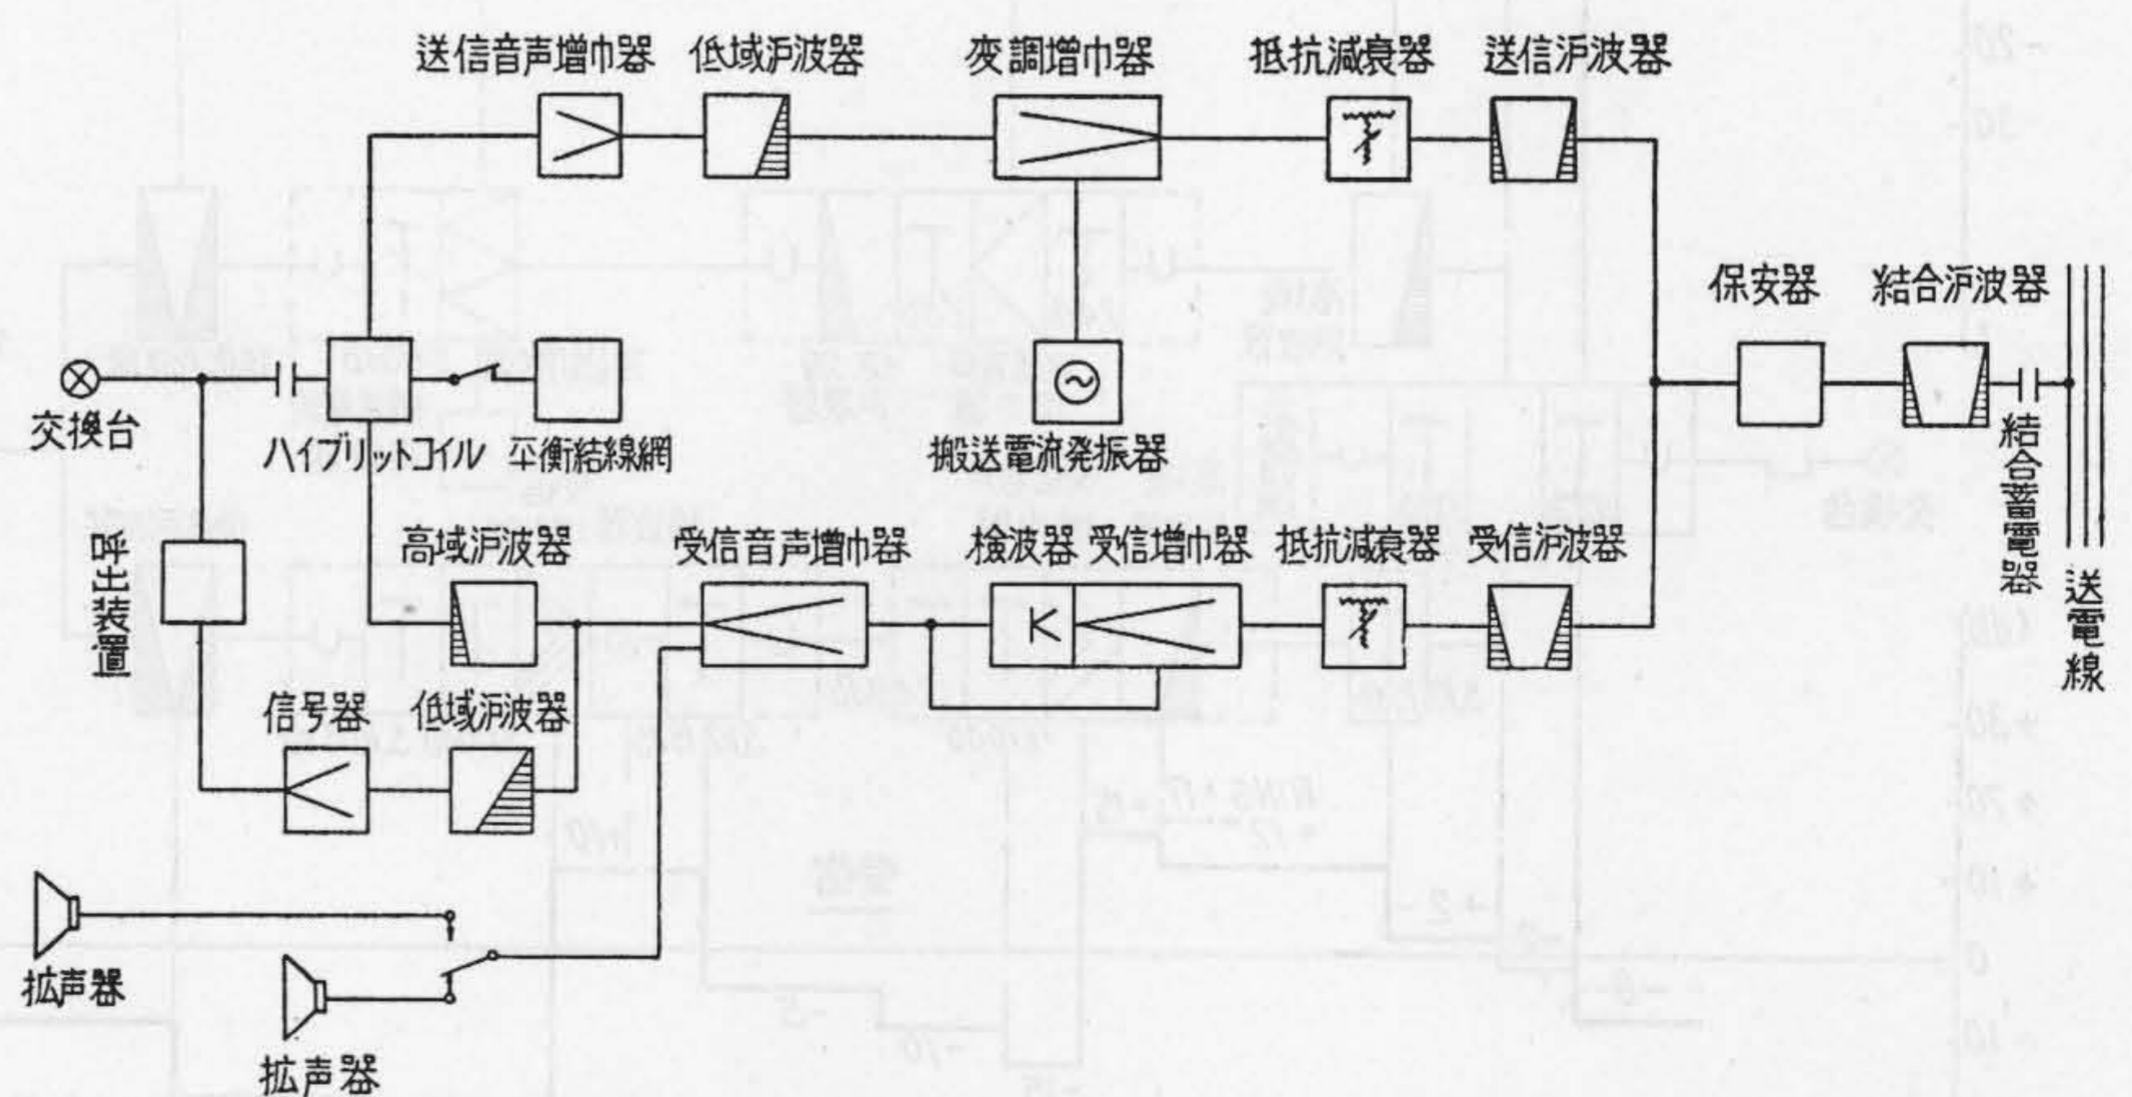 送信音声増巾器
低域沪波器
変調増巾器
抵抗減衰器
送信沪波器
保安器
結合沪波器
交換台
ハイブリットコイル
平衡結線網
搬送電流発振器
結合蓄電器
送電線
呼出装置
高域沪波器
受信音声増巾器
検波器
受信増巾器
抵抗減衰器
受信沪波器
信号器
低域沪波器
拡声器
拡声器